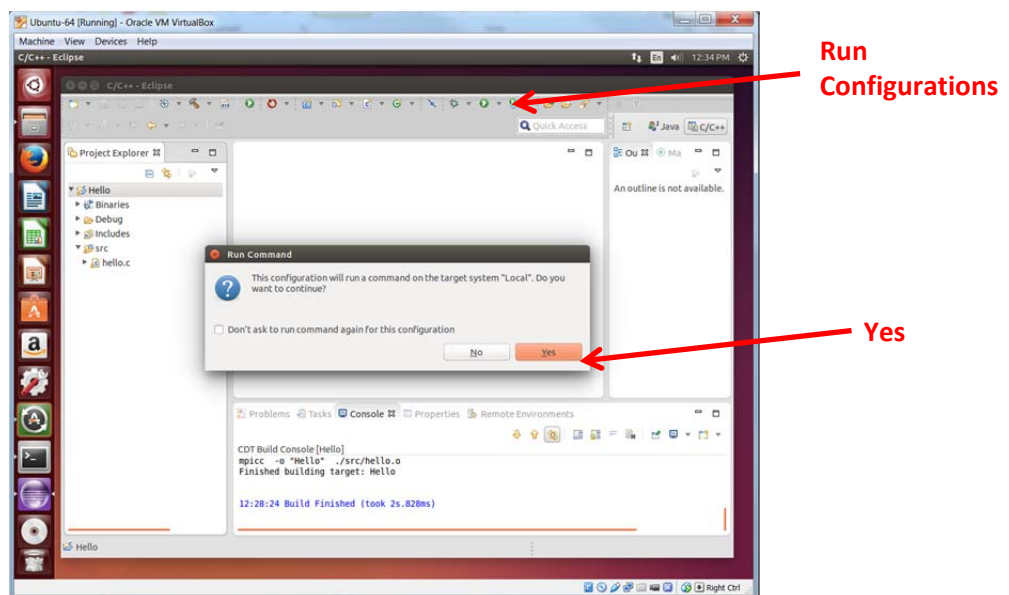 Ubuntu-64 [Running] - Oracle VM VirtualBox
Machine View Devices Help
C/C++ - Eclipse
En
12:34 PM
Run
Configurations
C/C++ - Eclipse
Quick Access
Java
C/C++
Project Explorer
Ou
Ma
Hello
An outline is not available.
Binaries
Debug
Includes
src
hello.c
Run Command
This configuration will run a command on the target system "Local". Do you
want to continue?
Don't ask to run command again for this configuration
No
Yes
Yes
Problems
Tasks
Console
Properties
Remote Environments
CDT Build Console [Hello]
mpicc -o "Hello" ./src/hello.o
Finished building target: Hello
12:28:24 Build Finished (took 2s.828ms)
Hello
Right Ctrl